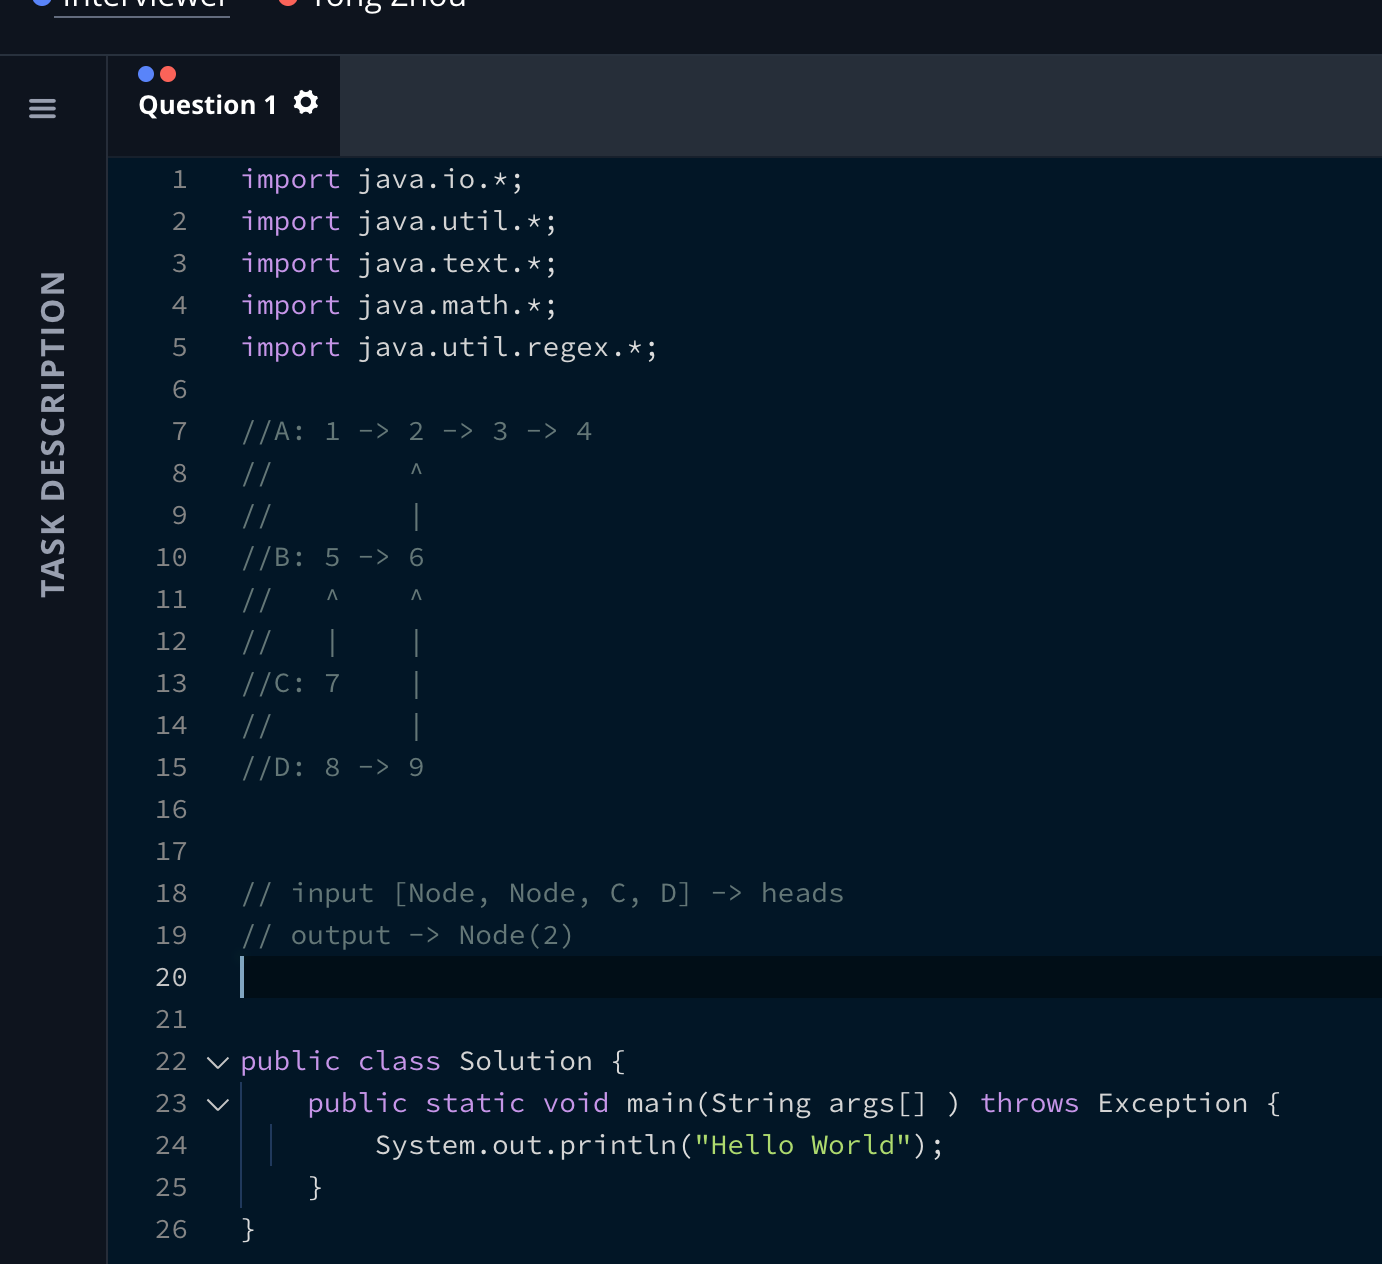 Interviewer Tong Zhou
Question 1
TASK DESCRIPTION
1 import java.io.*;
2 import java.util.*;
3 import java.text.*;
4 import java.math.*;
5 import java.util.regex.*;
6
7 //A: 1 -> 2 -> 3 -> 4
8 //        ^
9 //        |
10 //B: 5 -> 6
11 //   ^    ^
12 //   |    |
13 //C: 7    |
14 //        |
15 //D: 8 -> 9
16
17
18 // input [Node, Node, C, D] -> heads
19 // output -> Node(2)
20
21
22 public class Solution {
23     public static void main(String args[] ) throws Exception {
24         System.out.println("Hello World");
25     }
26 }